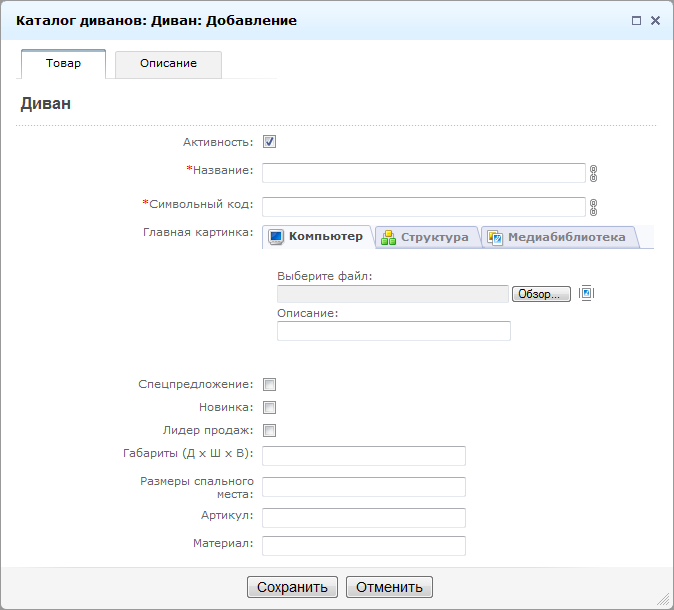 Каталог диванов: Диван: Добавление
Товар Описание
Диван
Активность:
*Название:
*Символьный код:
Главная картинка: Компьютер Структура Медиабиблиотека
Выберите файл:
Обзор...
Описание:
Спецпредложение:
Новинка:
Лидер продаж:
Габариты (Д x Ш x В):
Размеры спального
места:
Артикул:
Материал:
Сохранить Отменить